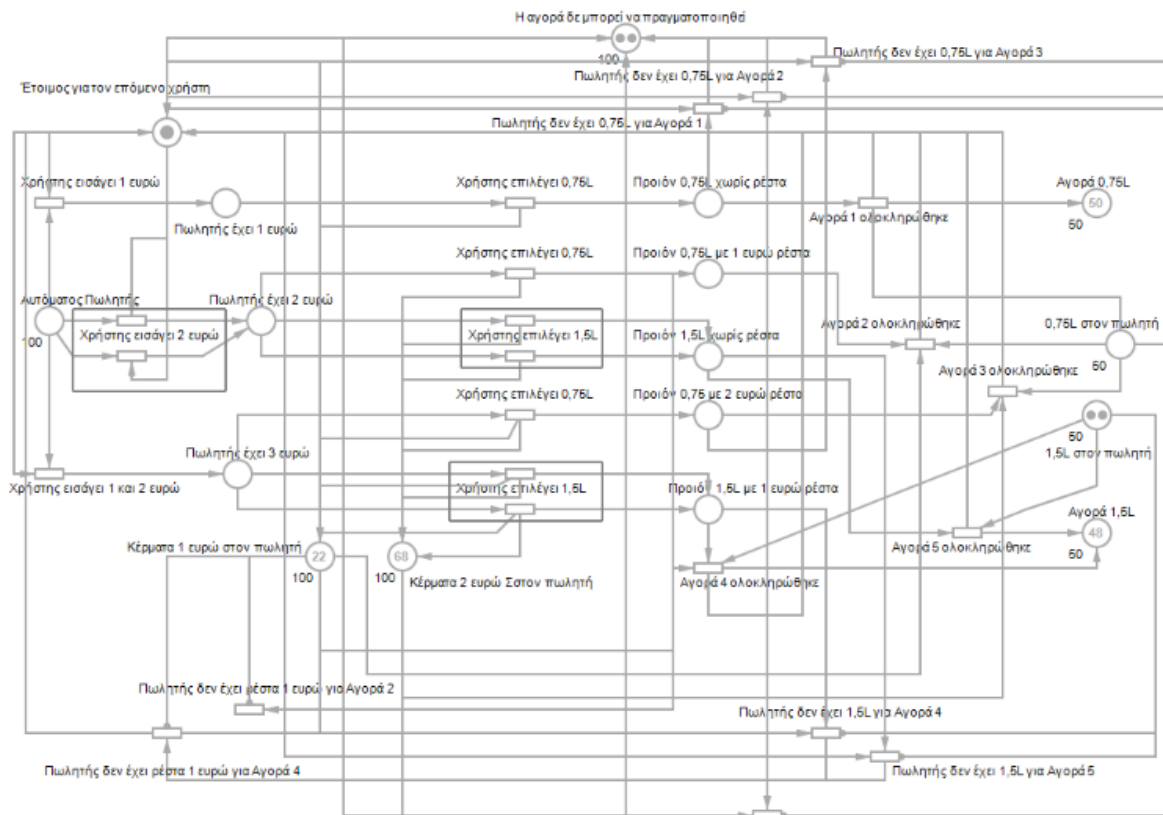 Η αγορά δε μπορεί να πραγματοποιηθεί
100
Πωλητής δεν έχει 0,75L για Αγορά 3
Πωλητής δεν έχει 0,75L για Αγορά 2
Έτοιμος για τον επόμενο χρήστη
Πωλητής δεν έχει 0,75L για Αγορά 1
Χρήστης εισάγει 1 ευρώ
Χρήστης επιλέγει 0,75L
Προιόν 0,75L χωρίς ρέστα
Αγορά 0,75L
50
Πωλητής έχει 1 ευρώ
Αγορά 1 ολοκληρώθηκε
50
Χρήστης επιλέγει 0,75L
Προιόν 0,75L με 1 ευρώ ρέστα
Αυτόματος Πωλητής
Πωλητής έχει 2 ευρώ
100
Χρήστης εισάγει 2 ευρώ
Χρήστης επιλέγει 1,5L
Προιόν 1,5L χωρίς ρέστα
Αγορά 2 ολοκληρώθηκε
0,75L στον πωλητή
50
Αγορά 3 ολοκληρώθηκε
Χρήστης επιλέγει 0,75L
Προιόν 0,75 με 2 ευρώ ρέστα
50
1,5L στον πωλητή
Πωλητής έχει 3 ευρώ
Χρήστης εισάγει 1 και 2 ευρώ
Χρήστης επιλέγει 1,5L
Προιόν 1,5L με 1 ευρώ ρέστα
Αγορά 1,5L
48
50
Αγορά 5 ολοκληρώθηκε
Κέρματα 1 ευρώ στον πωλητή
22
100
68
100
Κέρματα 2 ευρώ Σστον πωλητή
Αγορά 4 ολοκληρώθηκε
Πωλητής δεν έχει ρέστα 1 ευρώ για Αγορά 2
Πωλητής δεν έχει 1,5L για Αγορά 4
Πωλητής δεν έχει ρέστα 1 ευρώ για Αγορά 4
Πωλητής δεν έχει 1,5L για Αγορά 5